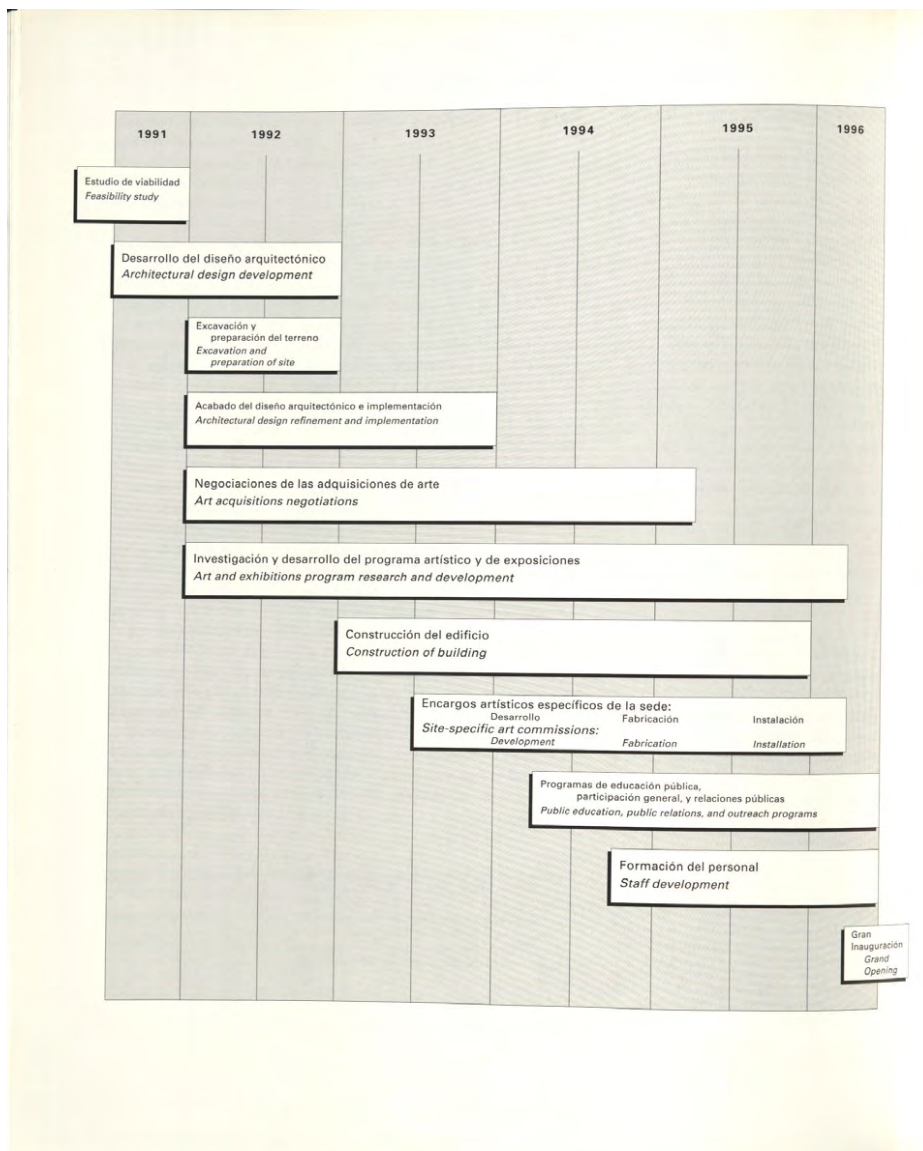 1991 1992 1993 1994 1995 1996
Estudio de viabilidad
Feasibility study
Desarrollo del diseño arquitectónico
Architectural design development
Excavación y
preparación del terreno
Excavation and
preparation of site
Acabado del diseño arquitectónico e implementación
Architectural design refinement and implementation
Negociaciones de las adquisiciones de arte
Art acquisitions negotiations
Investigación y desarrollo del programa artístico y de exposiciones
Art and exhibitions program research and development
Construcción del edificio
Construction of building
Encargos artísticos específicos de la sede:
Desarrollo Fabricación Instalación
Site-specific art commissions:
Development Fabrication Installation
Programas de educación pública,
participación general, y relaciones públicas
Public education, public relations, and outreach programs
Formación del personal
Staff development
Gran
Inauguración
Grand
Opening